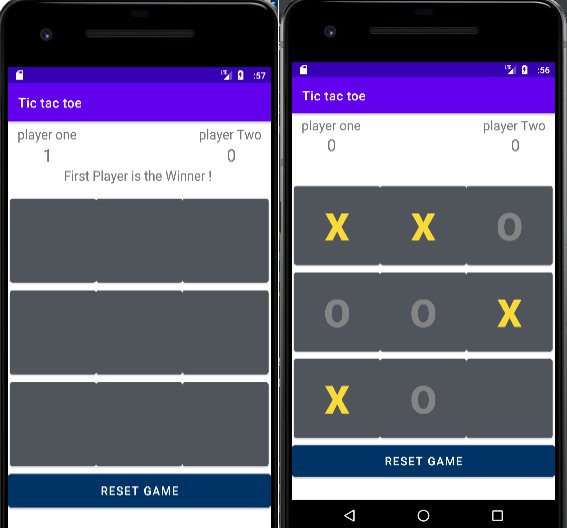 :57
Tic tac toe
player one player Two
1 0
First Player is the Winner !
RESET GAME
:56
Tic tac toe
player one player Two
0 0
X X O
O O X
X O
RESET GAME